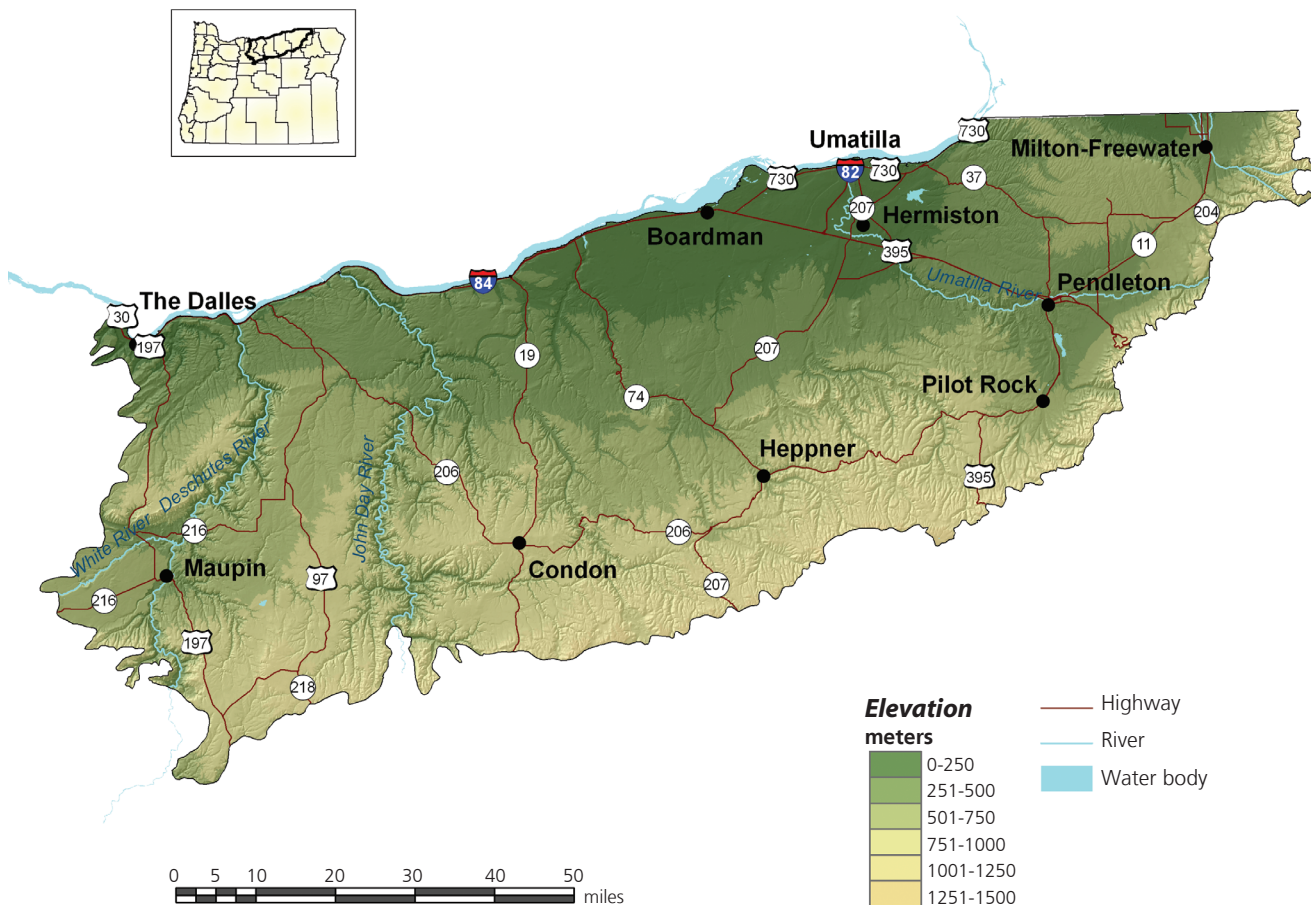 Umatilla
730
Milton-Freewater
730
82
730
37
207
Hermiston
204
Boardman
395
11
84
Umatilla River
Pendleton
The Dalles
30
197
19
207
74
Pilot Rock
Deschutes River
John Day River
Heppner
206
395
White River
216
206
Maupin
Condon
97
207
216
197
218
Elevation
meters
0-250
251-500
501-750
751-1000
1001-1250
1251-1500
Highway
River
Water body
0 5 10 20 30 40 50
miles